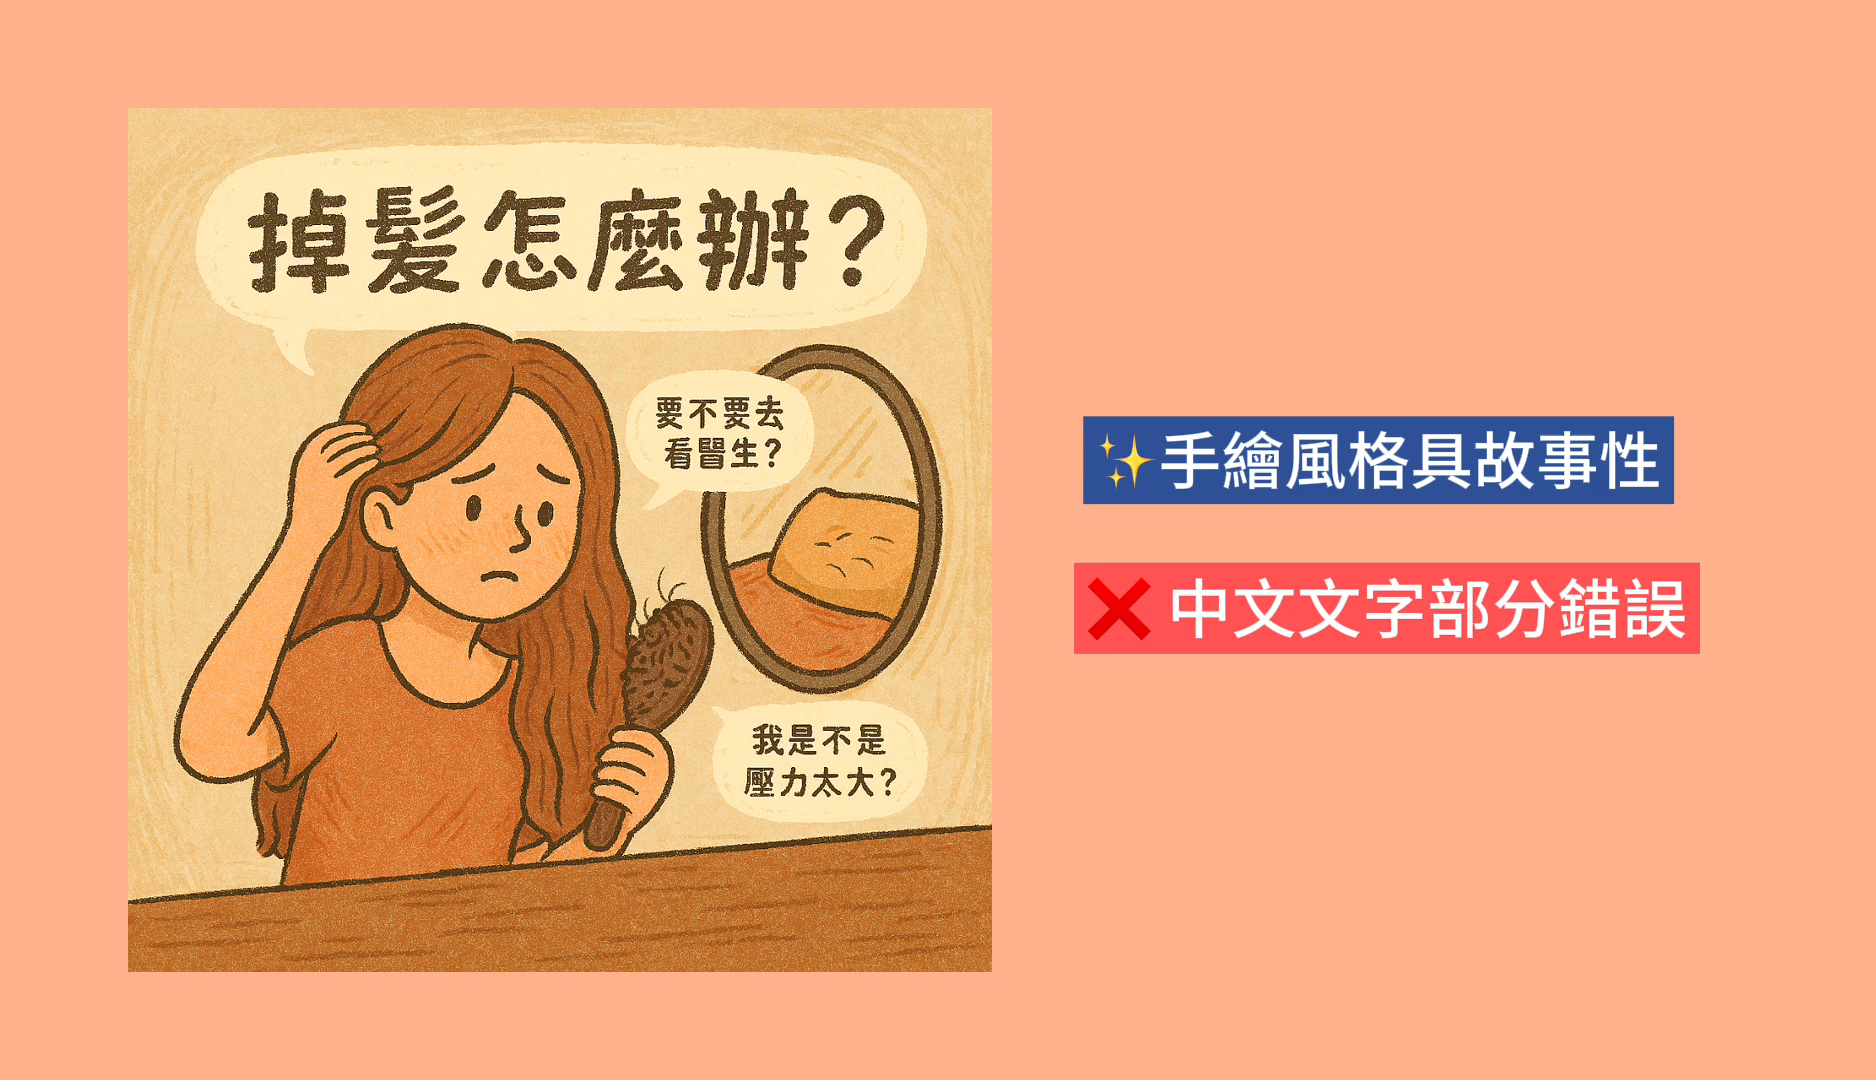 掉髮怎麼辦?
要不要去
看醫生?
我是不是
壓力太大?
✨手繪風格具故事性
❌ 中文文字部分錯誤